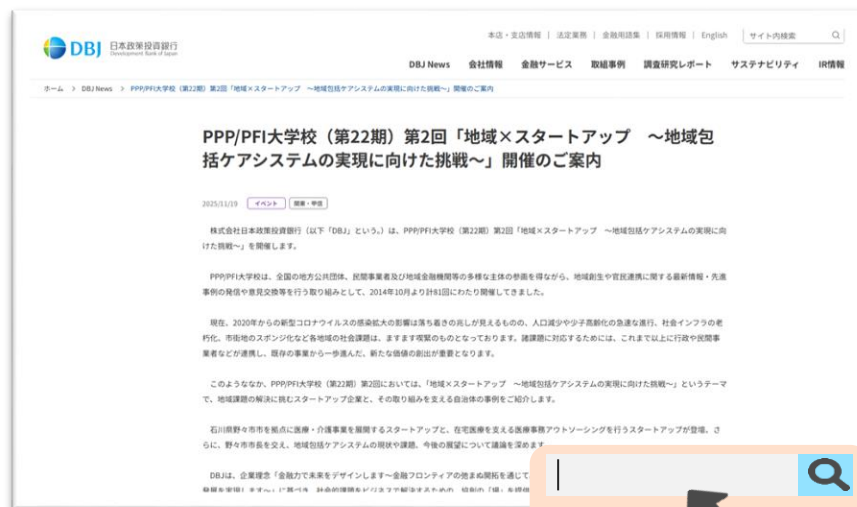 DBJ 日本政策投資銀行
Development Bank of Japan
本店・支店情報 | 法定業務 | 金融用語集 | 採用情報 | English サイト内検索
DBJ News 会社情報 金融サービス 取組事例 調査研究レポート サステナビリティ IR情報
ホーム > DBJ News > PPP/PFI大学校（第22期）第2回「地域×スタートアップ ～地域包括ケアシステムの実現に向けた挑戦～」開催のご案内
PPP/PFI大学校（第22期）第2回「地域×スタートアップ ～地域包
括ケアシステムの実現に向けた挑戦～」開催のご案内
2025/11/19 イベント 関東・甲信
株式会社日本政策投資銀行（以下「DBJ」という。）は、PPP/PFI大学校（第22期）第2回「地域×スタートアップ ～地域包括ケアシステムの実現に向
けた挑戦～」を開催します。
PPP/PFI大学校は、全国の地方公共団体、民間事業者及び地域金融機関等の多様な主体の参画を得ながら、地域創生や官民連携に関する最新情報・先進
事例の発信や意見交換等を行う取り組みとして、2014年10月より計81回にわたり開催してきました。
現在、2020年からの新型コロナウイルスの感染拡大の影響は落ち着きの兆しが見えるものの、人口減少や少子高齢化の急速な進行、社会インフラの老
朽化、市街地のスポンジ化など各地域の社会課題は、ますます喫緊のものとなっております。諸課題に対応するためには、これまで以上に行政や民間事
業者などが連携し、既存の事業から一歩進んだ、新たな価値の創出が重要となります。
このようななか、PPP/PFI大学校（第22期）第2回においては、「地域×スタートアップ ～地域包括ケアシステムの実現に向けた挑戦～」というテーマ
で、地域課題の解決に挑むスタートアップ企業と、その取り組みを支える自治体の事例をご紹介します。
石川県野々市市を拠点に医療・介護事業を展開するスタートアップと、在宅医療を支える医療事務アウトソーシングを行うスタートアップが登壇、さ
らに、野々市市長を交え、地域包括ケアシステムの現状や課題、今後の展望について議論を深めます
DBJは、企業理念「金融力で未来をデザインします～金融フロンティアの弛まぬ開拓を通じて
発展を実現します～」に基づき、社会的課題をビジネスで解決するための、協創の「場」を提供